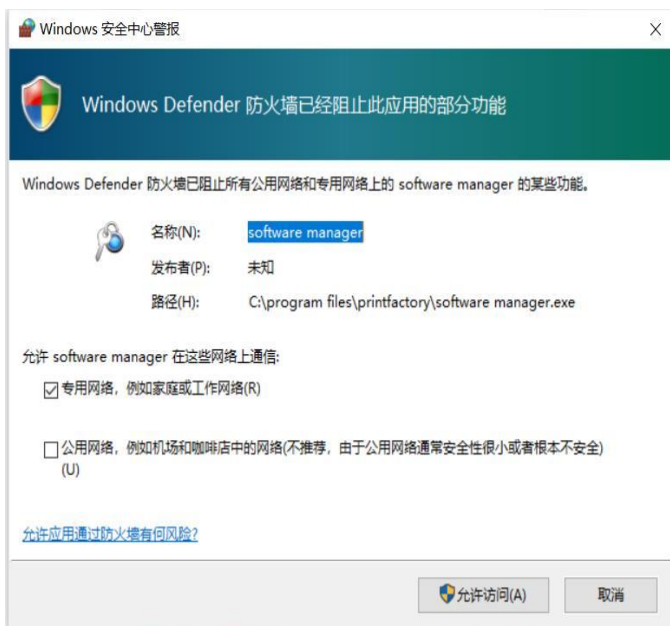 Windows 安全中心警报
Windows Defender 防火墙已经阻止此应用的部分功能
Windows Defender 防火墙已阻止所有公用网络和专用网络上的 software manager 的某些功能。
名称(N): software manager
发布者(P): 未知
路径(H): C:\program files\printfactory\software manager.exe
允许 software manager 在这些网络上通信:
专用网络，例如家庭或工作网络(R)
公用网络，例如机场和咖啡店中的网络(不推荐，由于公用网络通常安全性很小或者根本不安全)
(U)
允许应用通过防火墙有何风险?
允许访问(A) 取消